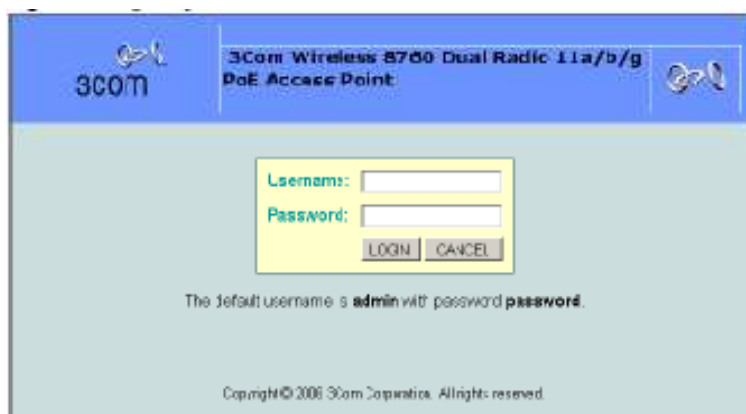 3com
3Com Wireless 8760 Dual Radio 11a/b/g
PoE Access Point
Username:
Password:
LOGIN CANCEL
The default username is admin with password password.
Copyright © 2006 3Com Corporation. All rights reserved.